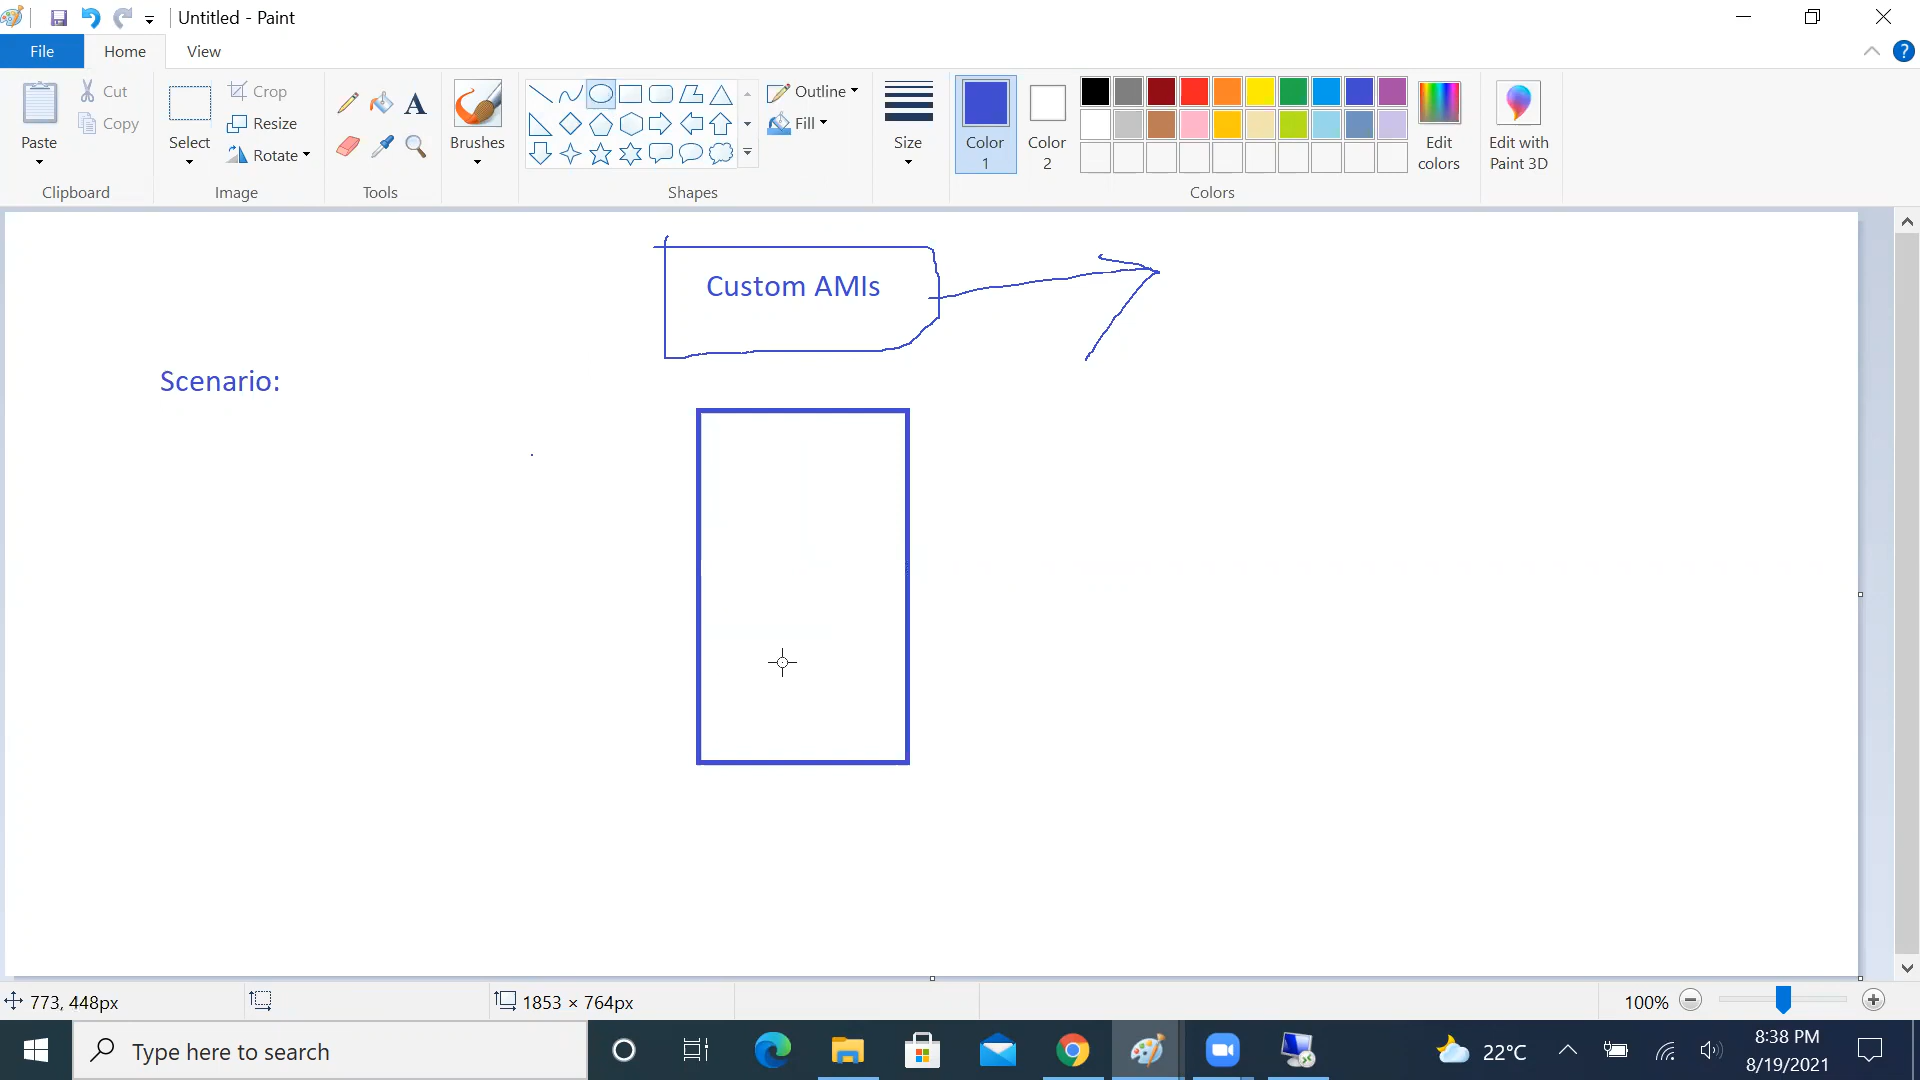 Untitled - Paint
File
Home
View
Paste
Cut
Copy
Clipboard
Select
Crop
Resize
Rotate
Image
A
Tools
Brushes
Shapes
Outline
Fill
Size
Color
1
Color
2
Colors
Edit
colors
Edit with
Paint 3D
?
Custom AMIs
Scenario:
773, 448px
1853 × 764px
100%
Type here to search
22°C
8:38 PM
8/19/2021